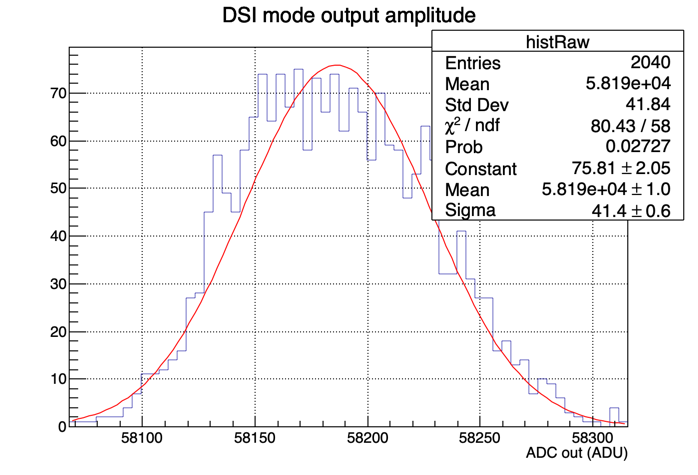 DSI mode output amplitude
histRaw
Entries 2040
Mean 5.819e+04
Std Dev 41.84
χ² / ndf 80.43 / 58
Prob 0.02727
Constant 75.81 ± 2.05
Mean 5.819e+04 ± 1.0
Sigma 41.4 ± 0.6
70
60
50
40
30
20
10
0
58100 58150 58200 58250 58300
ADC out (ADU)